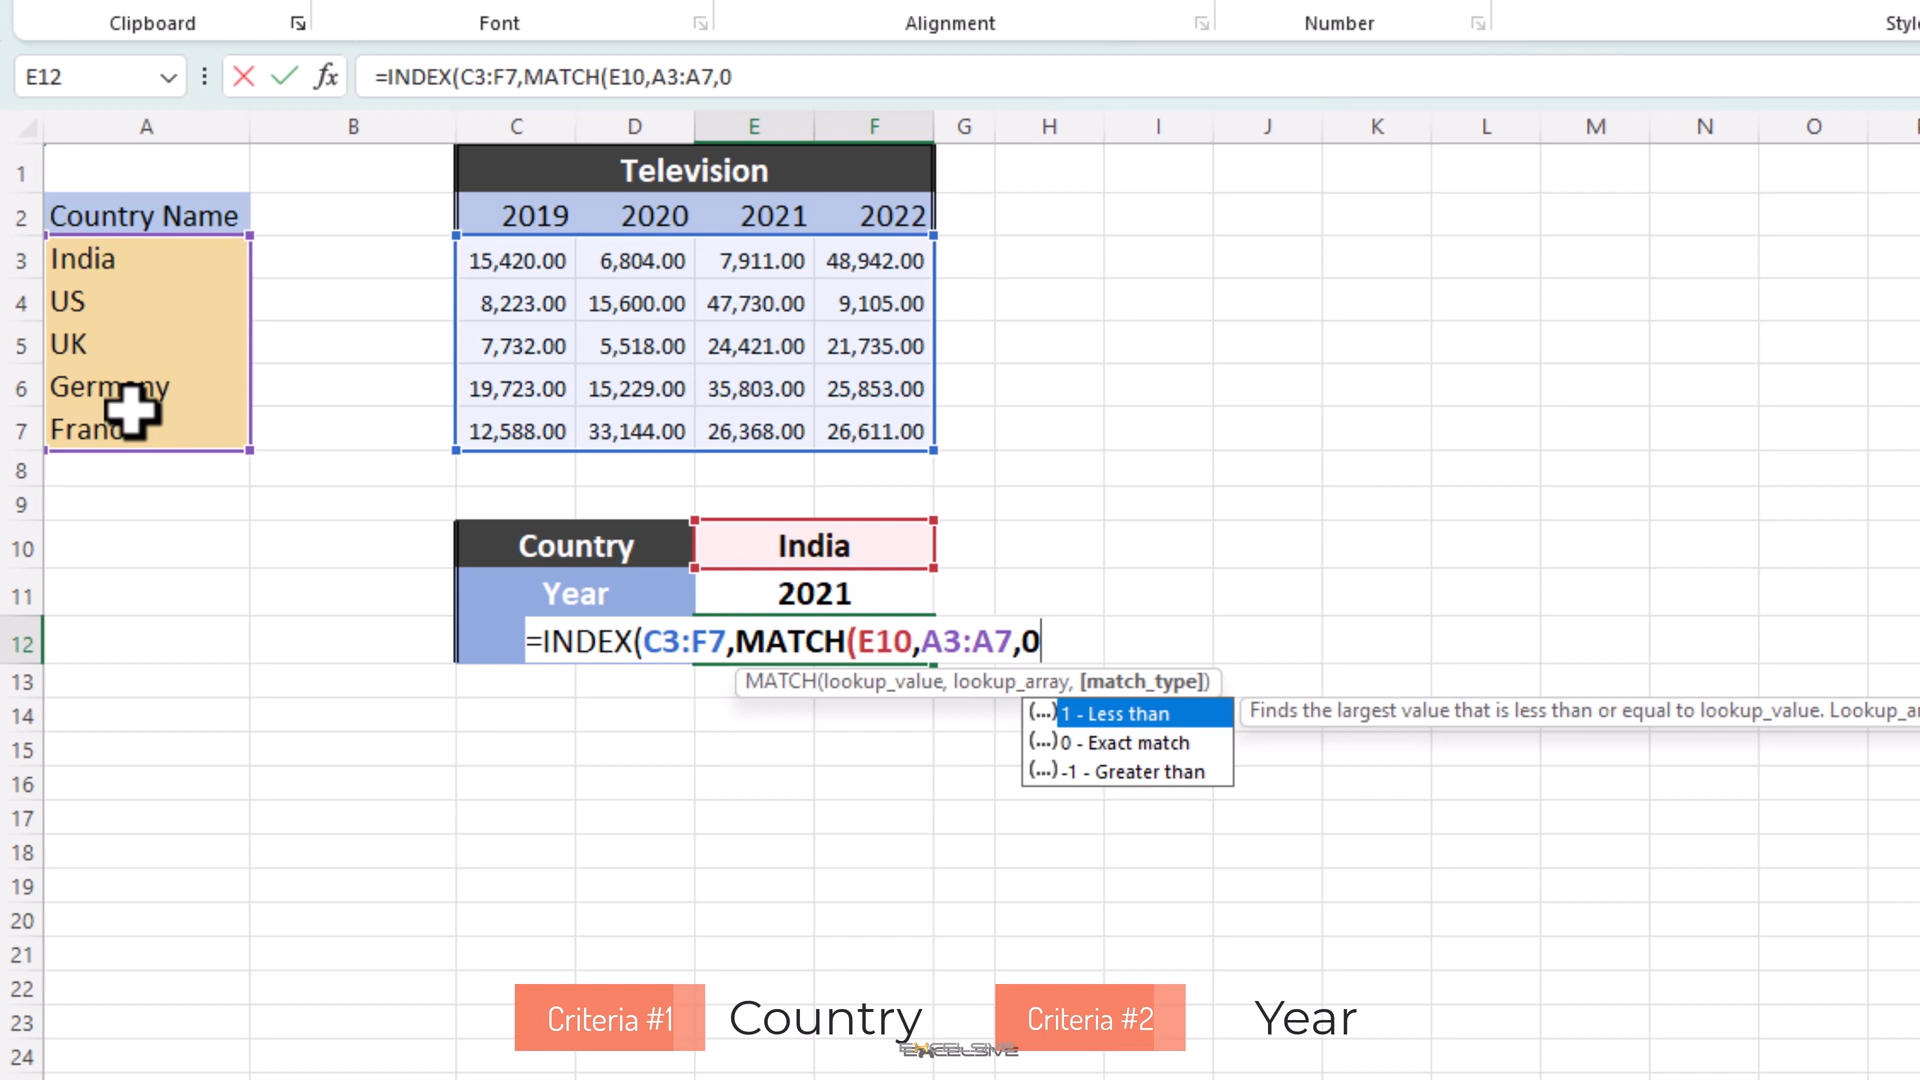 Clipboard Font Alignment Number Style
E12 fx =INDEX(C3:F7,MATCH(E10,A3:A7,0
A B C D E F G H I J K L M N O
1 Television
2 Country Name 2019 2020 2021 2022
3 India 15,420.00 6,804.00 7,911.00 48,942.00
4 US 8,223.00 15,600.00 47,730.00 9,105.00
5 UK 7,732.00 5,518.00 24,421.00 21,735.00
6 Germany 19,723.00 15,229.00 35,803.00 25,853.00
7 Franc 12,588.00 33,144.00 26,368.00 26,611.00
8
9
10 Country India
11 Year 2021
12 =INDEX(C3:F7,MATCH(E10,A3:A7,0
13 MATCH(lookup_value, lookup_array, [match_type])
14 (...) 1 - Less than Finds the largest value that is less than or equal to lookup_value. Lookup_ar
15 (...) 0 - Exact match
16 (...) -1 - Greater than
17
18
19
20
21
22
23 Criteria #1 Country Criteria #2 Year
24 EXCELSIVE